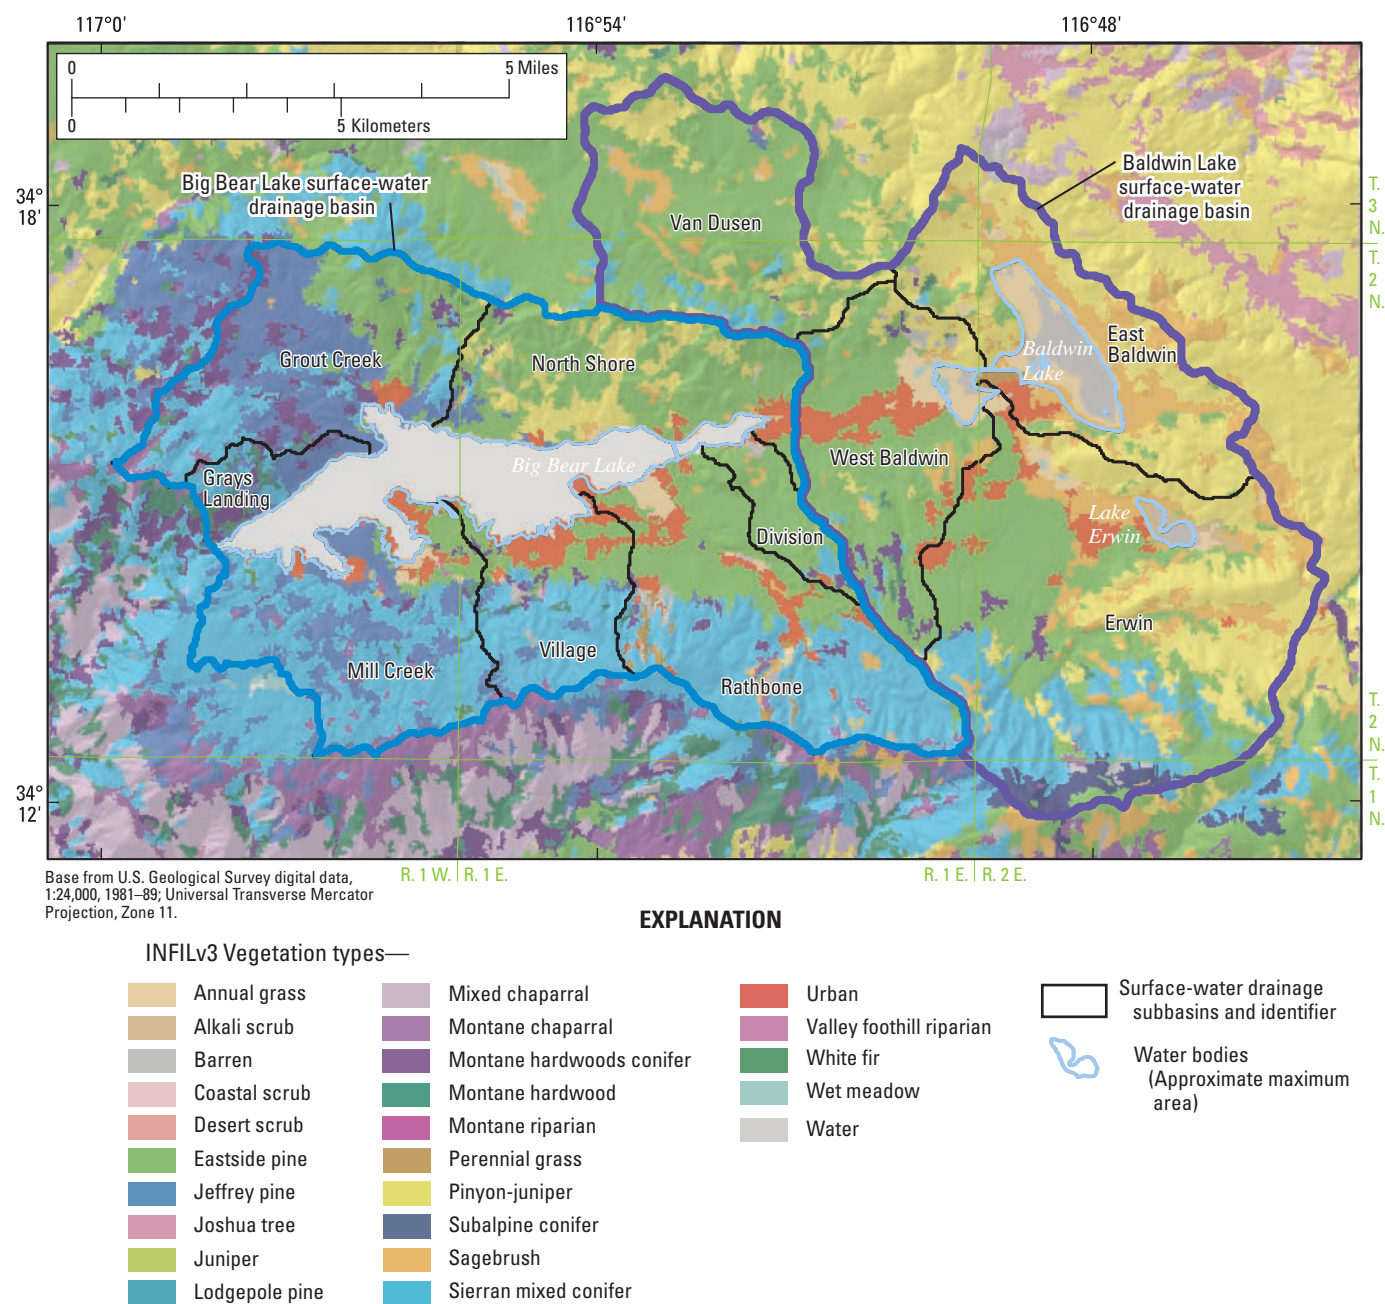 117°0'
116°54'
116°48'
0
5 Miles
0
5 Kilometers
34°
18'
Big Bear Lake surface-water
drainage basin
Van Dusen
Baldwin Lake
surface-water
drainage basin
T.
3
N.
T.
2
N.
Grout Creek
North Shore
Baldwin
Lake
East
Baldwin
Grays
Landing
Big Bear Lake
West Baldwin
Division
Lake
Erwin
Erwin
Mill Creek
Village
Rathbone
T.
2
N.
T.
1
N.
34°
12'
Base from U.S. Geological Survey digital data,
1:24,000, 1981–89; Universal Transverse Mercator
Projection, Zone 11.
R. 1 W.
R. 1 E.
R. 1 E.
R. 2 E.
EXPLANATION
INFILv3 Vegetation types—
Annual grass
Alkali scrub
Barren
Coastal scrub
Desert scrub
Eastside pine
Jeffrey pine
Joshua tree
Juniper
Lodgepole pine
Mixed chaparral
Montane chaparral
Montane hardwoods conifer
Montane hardwood
Montane riparian
Perennial grass
Pinyon-juniper
Subalpine conifer
Sagebrush
Sierran mixed conifer
Urban
Valley foothill riparian
White fir
Wet meadow
Water
Surface-water drainage
subbasins and identifier
Water bodies
(Approximate maximum
area)